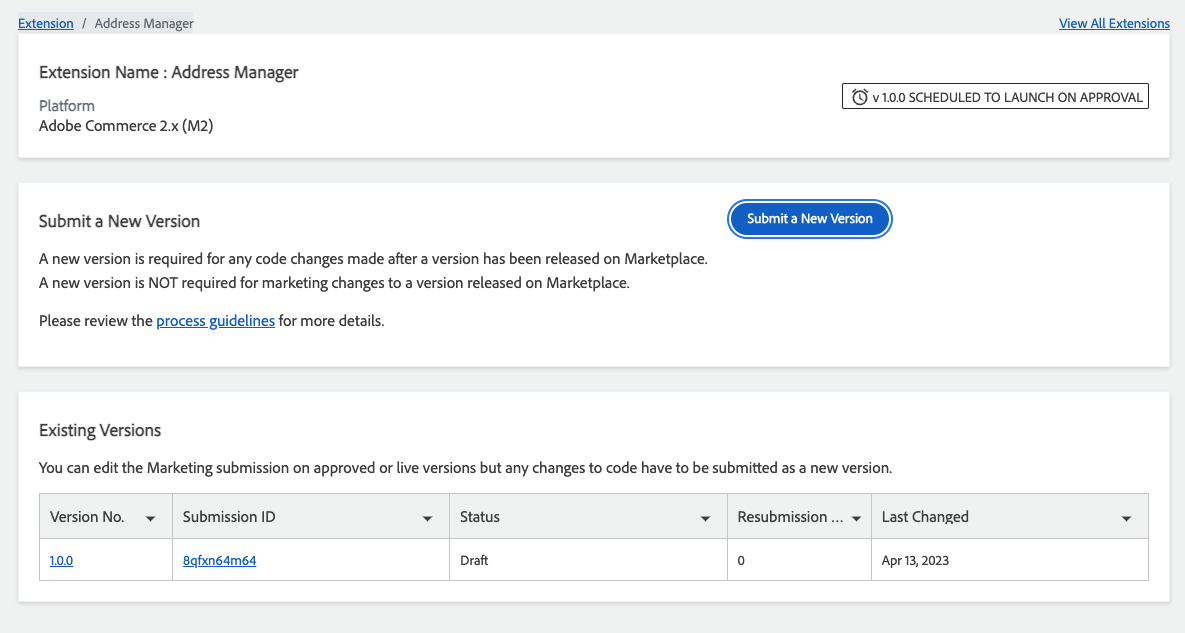 Extension / Address Manager
View All Extensions
Extension Name : Address Manager
Platform
Adobe Commerce 2.x (M2)
v 1.0.0 SCHEDULED TO LAUNCH ON APPROVAL
Submit a New Version
Submit a New Version
A new version is required for any code changes made after a version has been released on Marketplace.
A new version is NOT required for marketing changes to a version released on Marketplace.
Please review the process guidelines for more details.
Existing Versions
You can edit the Marketing submission on approved or live versions but any changes to code have to be submitted as a new version.
Version No. Submission ID Status Resubmission ... Last Changed
1.0.0 8qfxn64m64 Draft 0 Apr 13, 2023